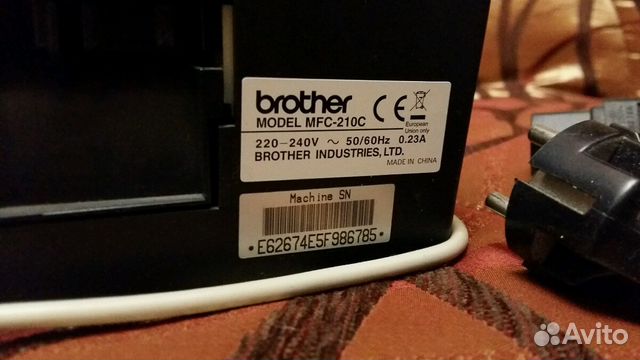 brother
MODEL MFC-210C
CE
European
Union only
220-240V ~ 50/60Hz 0.23A
BROTHER INDUSTRIES, LTD.
MADE IN CHINA
Machine SN
• E62674E5F986785 •
Avito